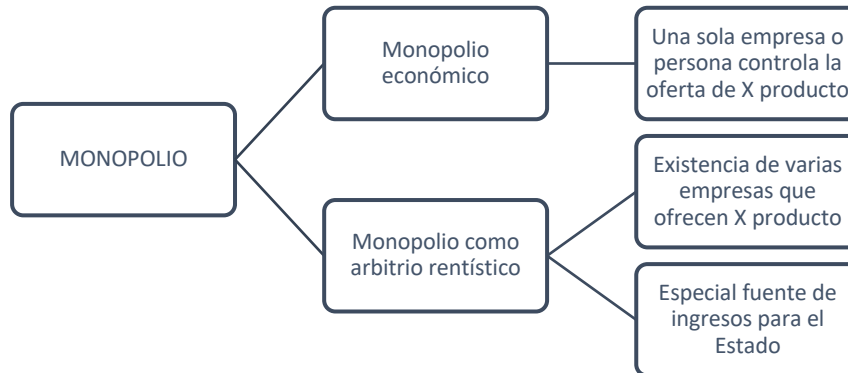 MONOPOLIO
Monopolio
económico
Una sola empresa o
persona controla la
oferta de X producto
Monopolio como
arbitrio rentístico
Existencia de varias
empresas que
ofrecen X producto
Especial fuente de
ingresos para el
Estado